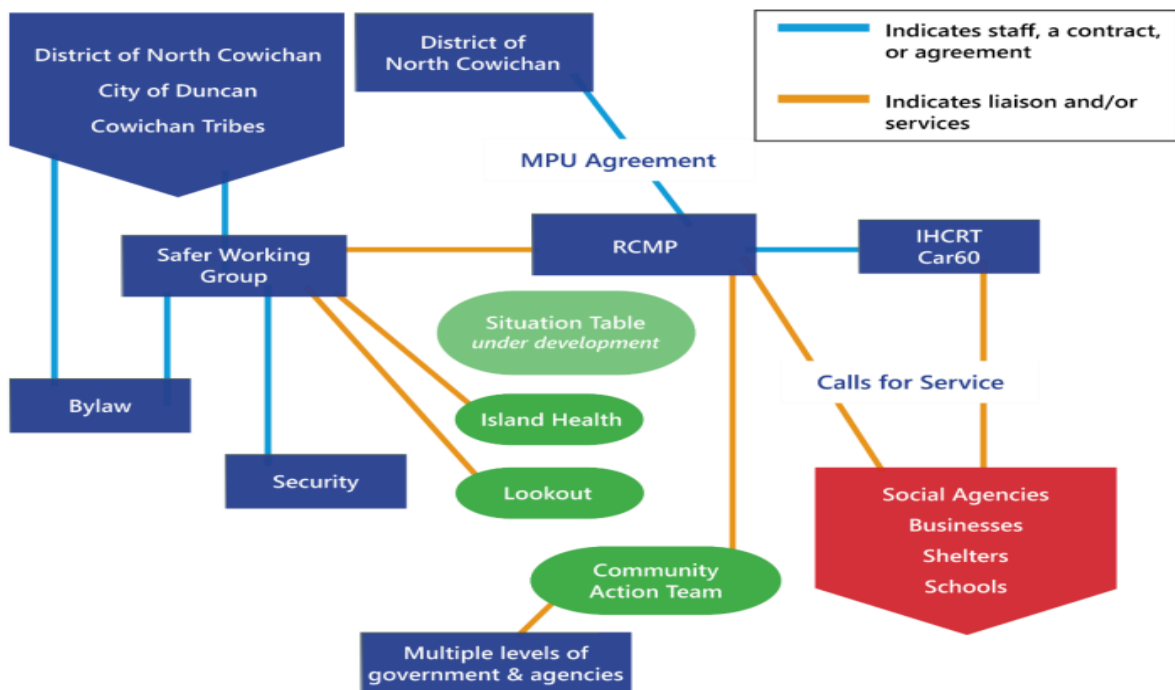 District of North Cowichan
City of Duncan
Cowichan Tribes
District of
North Cowichan
Indicates staff, a contract,
or agreement
Indicates liaison and/or
services
MPU Agreement
Safer Working
Group
RCMP
IHCRT
Car60
Situation Table
under development
Calls for Service
Bylaw
Island Health
Security
Lookout
Social Agencies
Businesses
Shelters
Schools
Community
Action Team
Multiple levels of
government & agencies